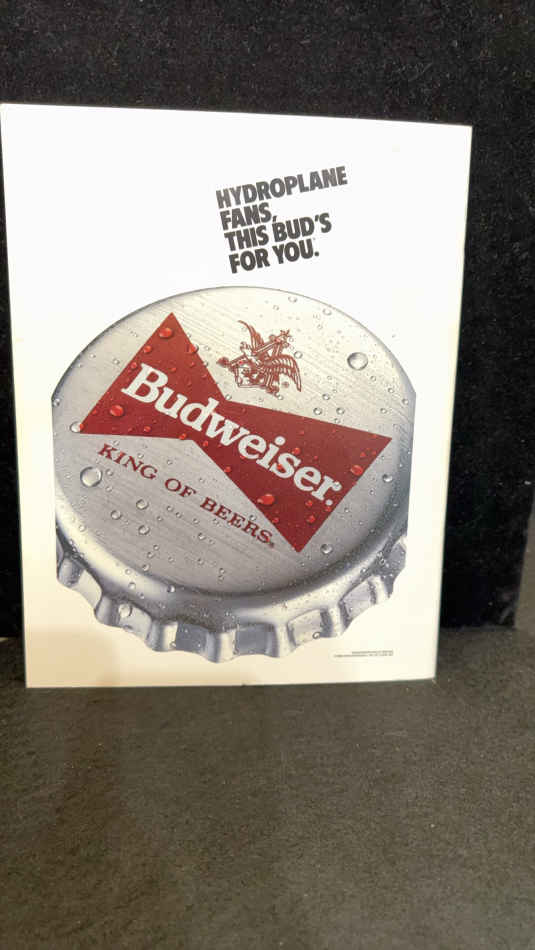 HYDROPLANE
FANS,
THIS BUD'S
FOR YOU.
Budweiser®
KING OF BEERS®